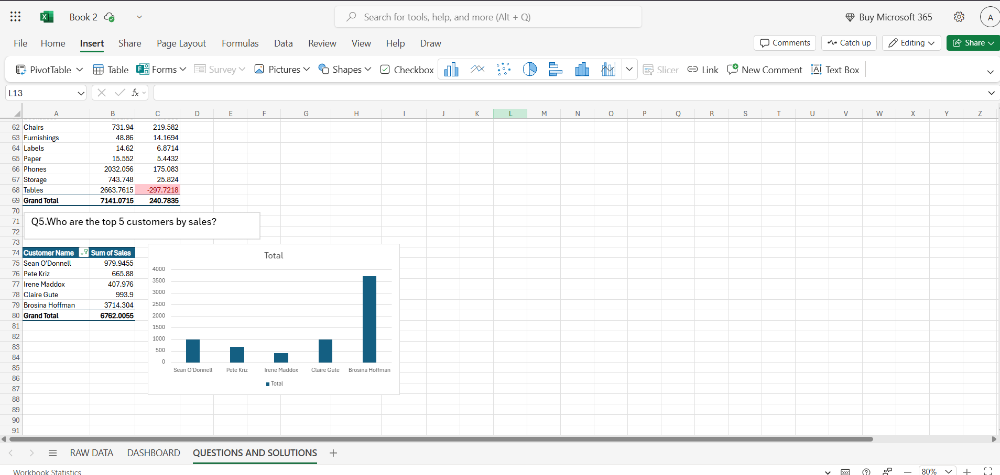 Book 2
Search for tools, help, and more (Alt + Q)
Buy Microsoft 365
A
File Home Insert Share Page Layout Formulas Data Review View Help Draw
Comments Catch up Editing Share
PivotTable Table Forms Survey Pictures Shapes Checkbox Slicer Link New Comment Text Box
L13 fx
A B C D E F G H I J K L M N O P Q R S T U V W X Y Z
62 Chairs 731.94 219.582
63 Furnishings 48.86 14.1694
64 Labels 14.62 6.8714
65 Paper 15.552 5.4432
66 Phones 2032.056 175.083
67 Storage 743.748 25.824
68 Tables 2663.7615 -297.7218
69 Grand Total 7141.0715 240.7835
70
71
72
73
Q5.Who are the top 5 customers by sales?
74 Customer Name Sum of Sales
75 Sean O'Donnell 979.9455
76 Pete Kriz 665.88
77 Irene Maddox 407.976
78 Claire Gute 993.9
79 Brosina Hoffman 3714.304
80 Grand Total 6762.0055
81
82
83
84
85
86
87
88
89
90
91
Total
4000
3500
3000
2500
2000
1500
1000
500
0
Sean O'Donnell Pete Kriz Irene Maddox Claire Gute Brosina Hoffman
Total
RAW DATA DASHBOARD QUESTIONS AND SOLUTIONS
Workbook Statistics
80%